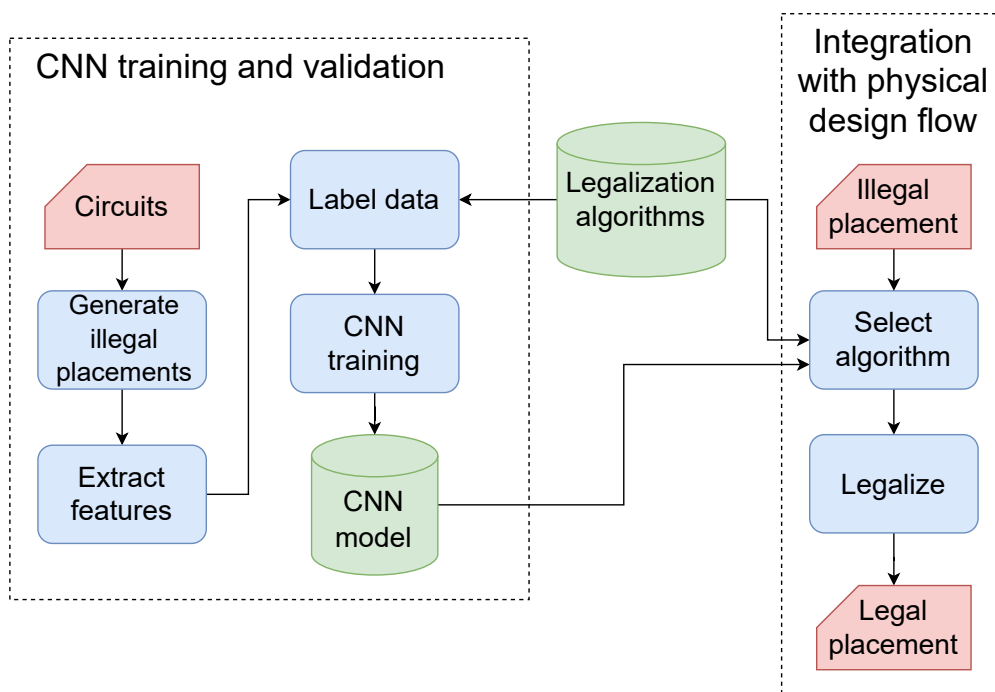 CNN training and validation
Circuits
Generate
illegal
placements
Extract
features
Label data
CNN
training
CNN
model
Legalization
algorithms
Integration
with physical
design flow
Illegal
placement
Select
algorithm
Legalize
Legal
placement